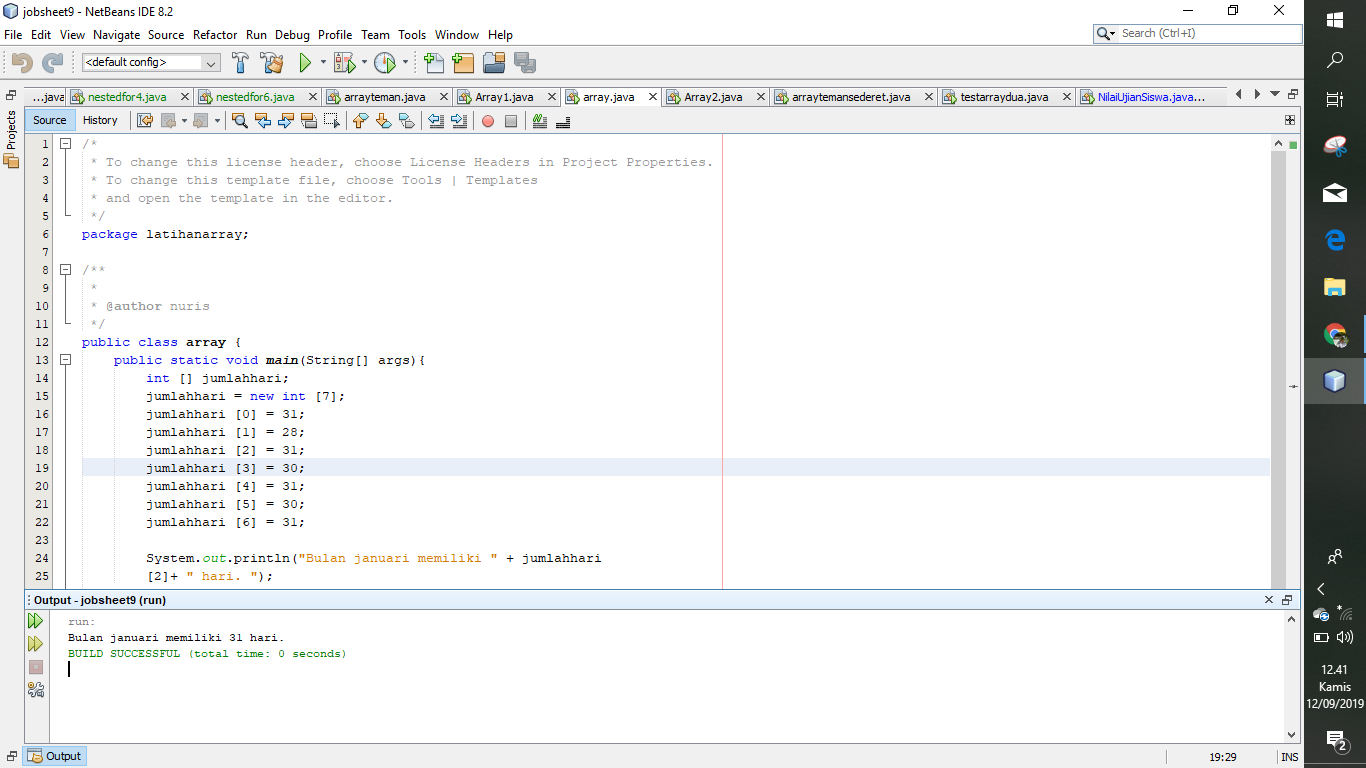 jobsheet9 - NetBeans IDE 8.2
File Edit View Navigate Source Refactor Run Debug Profile Team Tools Window Help
Search (Ctrl+I)
<default config>
...java nestedfor4.java nestedfor6.java arrayteman.java Array1.java array.java Array2.java arraytemansederet.java testarraydua.java NilaiUjianSiswa.java...
Projects
Source History
1 /*
2 * To change this license header, choose License Headers in Project Properties.
3 * To change this template file, choose Tools | Templates
4 * and open the template in the editor.
5 */
6 package latihanarray;
7
8 /**
9 *
10 * @author nuris
11 */
12 public class array {
13 public static void main(String[] args){
14 int [] jumlahhari;
15 jumlahhari = new int [7];
16 jumlahhari [0] = 31;
17 jumlahhari [1] = 28;
18 jumlahhari [2] = 31;
19 jumlahhari [3] = 30;
20 jumlahhari [4] = 31;
21 jumlahhari [5] = 30;
22 jumlahhari [6] = 31;
23
24 System.out.println("Bulan januari memiliki " + jumlahhari
25 [2]+ " hari. ");
Output - jobsheet9 (run)
run:
Bulan januari memiliki 31 hari.
BUILD SUCCESSFUL (total time: 0 seconds)
Output
19:29 INS
12.41
Kamis
12/09/2019
2